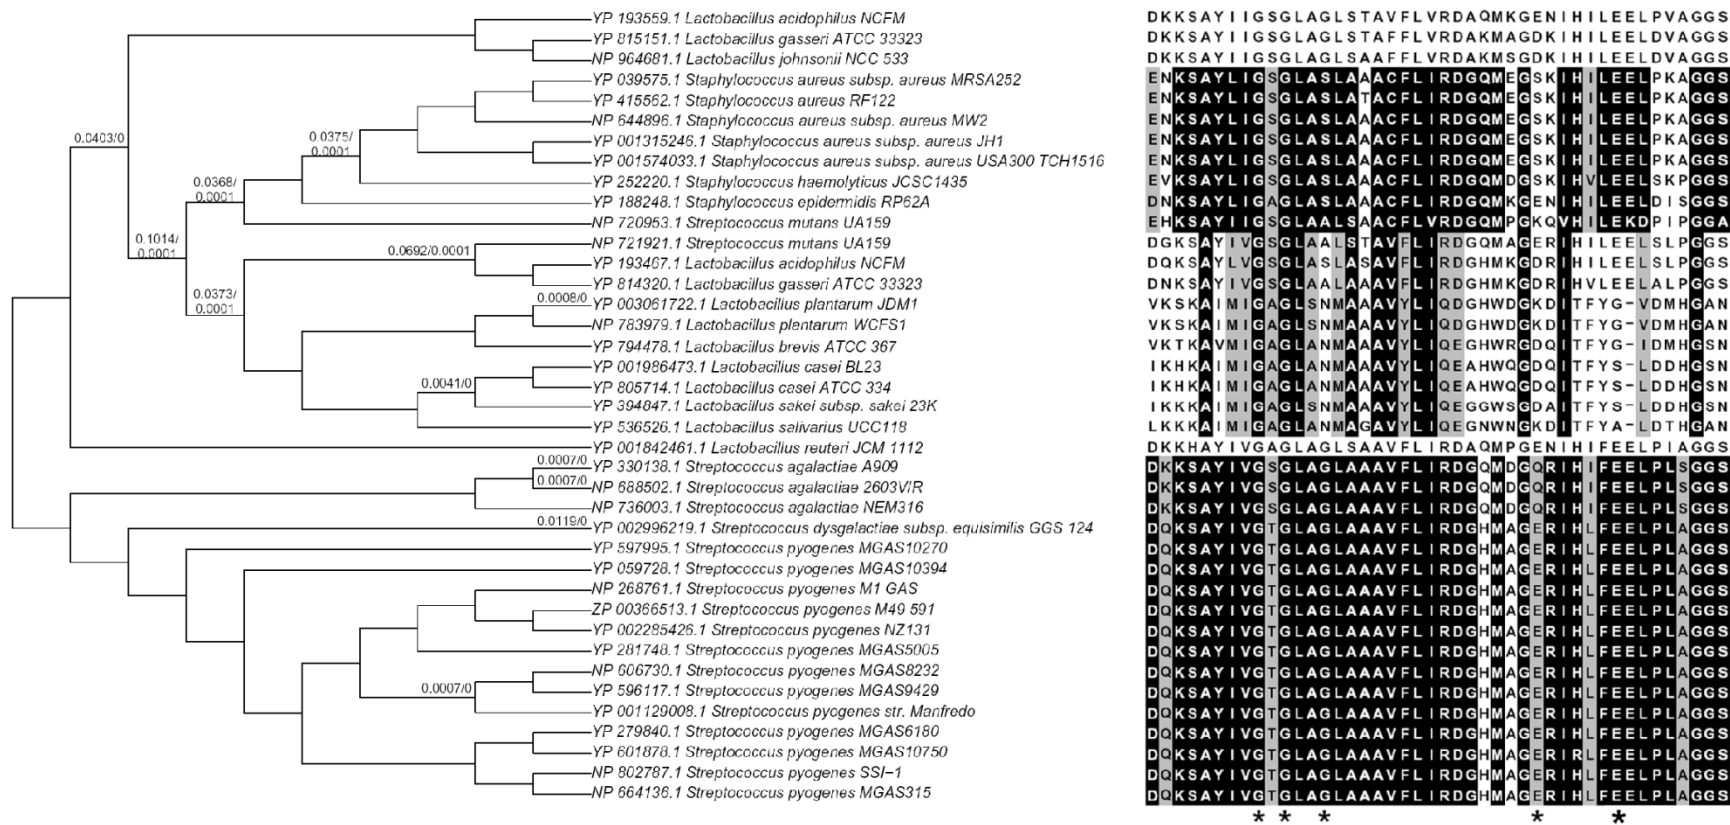 YP 193559.1 Lactobacillus acidophilus NCFM DKKSAYIIGSGLAGLSTAVFLVRDAQMKGENIHILEELPVAGGS
YP 815151.1 Lactobacillus gasseri ATCC 33323 DKKSAYIIGSGLAGLSTAFFLVRDAKMAGDKIHILEELDVAGGS
NP 964681.1 Lactobacillus johnsonii NCC 533 DKKSAYIIGSGLAGLSTAFFLVRDAKMSGDKIHILEELDVAGGS
YP 039575.1 Staphylococcus aureus subsp. aureus MRSA252 ENKSAYLIGSGLASLAAACFLIRDGQMEGSKIHILEELPKAGGS
YP 415562.1 Staphylococcus aureus RF122 ENKSAYLIGSGLASLATACFLIRDGQMEGSKIHILEELPKAGGS
NP 644896.1 Staphylococcus aureus subsp. aureus MW2 ENKSAYLIGSGLASLAAACFLIRDGQMEGSKIHILEELPKAGGS
0.0403/0
0.0375/
0.0001
YP 001315246.1 Staphylococcus aureus subsp. aureus JH1 ENKSAYLIGSGLASLAAACFLIRDGQMEGSKIHILEELPKAGGS
YP 001574033.1 Staphylococcus aureus subsp. aureus USA300 TCH1516 ENKSAYLIGSGLASLAAACFLIRDGQMEGSKIHILEELPKAGGS
0.0368/
0.0001
YP 252220.1 Staphylococcus haemolyticus JCSC1435 EVKSAYLIGSGLASLAAACFLIRDGQMDGSKIHVLEELSKPGGS
YP 188248.1 Staphylococcus epidermidis RP62A DNKSAYLIGAGLASLAAACFLIRDGQMEGSKIHILEELDISGGS
NP 720953.1 Streptococcus mutans UA159 EHKSAYLIGSGLAALSAACFLVRDGQMPGKQVHILEKDPIPGGA
0.1014/
0.0001
0.0692/0.0001
NP 721921.1 Streptococcus mutans UA159 DGKSAYIVGSGLAALSTAVFLIRDGQMAGERIHILEELSLPGGS
YP 193467.1 Lactobacillus acidophilus NCFM DQKSAYLVGSGLASLASAVFLIRDGHMKGDRIHILEELSLPGGS
YP 814320.1 Lactobacillus gasseri ATCC 33323 DNKSAYIVGSGLASLSAAVFLIRDGHMKGDRIHVLEELALPGGS
0.0373/
0.0001
0.0008/0
YP 003061722.1 Lactobacillus plantarum JDM1 VKSKAIMIGAGLSNMAAAVYLIQDGHWDGKDITFYG-VDMHGAN
NP 783979.1 Lactobacillus plantarum WCFS1 VKSKAIMIGAGLSNMAAAVYLIQDGHWDGKDITFYG-VDMHGAN
YP 794478.1 Lactobacillus brevis ATCC 367 VKTKAVMIGAGLSNMAAAVYLIQEGHWRGDQITFYG-IDMHGSN
YP 001986473.1 Lactobacillus casei BL23 IKHKAIMIGAGLSNMAAAVYLIQEAHWQGDQITFYS-LDDHGSN
0.0041/0
YP 805714.1 Lactobacillus casei ATCC 334 IKHKAIMIGAGLANMAAAVYLIQEAHWQGDQITFYS-LDDHGSN
YP 394847.1 Lactobacillus sakei subsp. sakei 23K IKKKAIMIGAGLSNMAAAVYLIQEGGWSGDAITFYS-LDDHGSN
YP 536526.1 Lactobacillus salivarius UCC118 LKKKAIMIGAGLSNMAGAVYLIQEGNWNGKDITFYA-LDTHGAN
YP 001842461.1 Lactobacillus reuteri JCM 1112 DKKHAYIVGAGLAGLSAAVFLIRDAQMPGENIHIFEELPIAGGS
0.0007/0
YP 330138.1 Streptococcus agalactiae A909 DKKSAYIVGSGLAGLAAAVFLIRDGQMDGQRIHIFEELPLSGGS
0.0007/0
NP 688502.1 Streptococcus agalactiae 2603V/R DKKSAYIVGSGLAGLAAAVFLIRDGQMDGQRIHIFEELPLSGGS
NP 736003.1 Streptococcus agalactiae NEM316 DKKSAYIVGSGLAGLAAAVFLIRDGQMDGQRIHIFEELPLSGGS
0.0119/0
YP 002996219.1 Streptococcus dysgalactiae subsp. equisimilis GGS 124 DQKSAYIVGTGLAGLAAAVFLIRDGHMAGERIHLFEELPLAGGS
YP 597995.1 Streptococcus pyogenes MGAS10270 DQKSAYIVGTGLAGLAAAVFLIRDGHMAGERIHLFEELPLAGGS
YP 059728.1 Streptococcus pyogenes MGAS10394 DQKSAYIVGTGLAGLAAAVFLIRDGHMAGERIHLFEELPLAGGS
NP 268761.1 Streptococcus pyogenes M1 GAS DQKSAYIVGTGLAGLAAAVFLIRDGHMAGERIHLFEELPLAGGS
ZP 00366513.1 Streptococcus pyogenes M49 591 DQKSAYIVGTGLAGLAAAVFLIRDGHMAGERIHLFEELPLAGGS
YP 002285426.1 Streptococcus pyogenes NZ131 DQKSAYIVGTGLAGLAAAVFLIRDGHMAGERIHLFEELPLAGGS
YP 281748.1 Streptococcus pyogenes MGAS5005 DQKSAYIVGTGLAGLAAAVFLIRDGHMAGERIHLFEELPLAGGS
NP 606730.1 Streptococcus pyogenes MGAS8232 DQKSAYIVGTGLAGLAAAVFLIRDGHMAGERIHLFEELPLAGGS
0.0007/0
YP 596117.1 Streptococcus pyogenes MGAS9429 DQKSAYIVGTGLAGLAAAVFLIRDGHMAGERIHLFEELPLAGGS
YP 001129008.1 Streptococcus pyogenes str. Manfredo DQKSAYIVGTGLAGLAAAVFLIRDGHMAGERIHLFEELPLAGGS
YP 279840.1 Streptococcus pyogenes MGAS6180 DQKSAYIVGTGLAGLAAAVFLIRDGHMAGERIHLFEELPLAGGS
YP 601878.1 Streptococcus pyogenes MGAS10750 DQKSAYIVGTGLAGLAAAVFLIRDGHMAGERIRLFEELPLAGGS
NP 802787.1 Streptococcus pyogenes SSI-1 DQKSAYIVGTGLAGLAAAVFLIRDGHMAGERIHLFEELPLAGGS
NP 664136.1 Streptococcus pyogenes MGAS315 DQKSAYIVGTGLAGLAAAVFLIRDGHMAGERIHLFEELPLAGGS
* * * * *